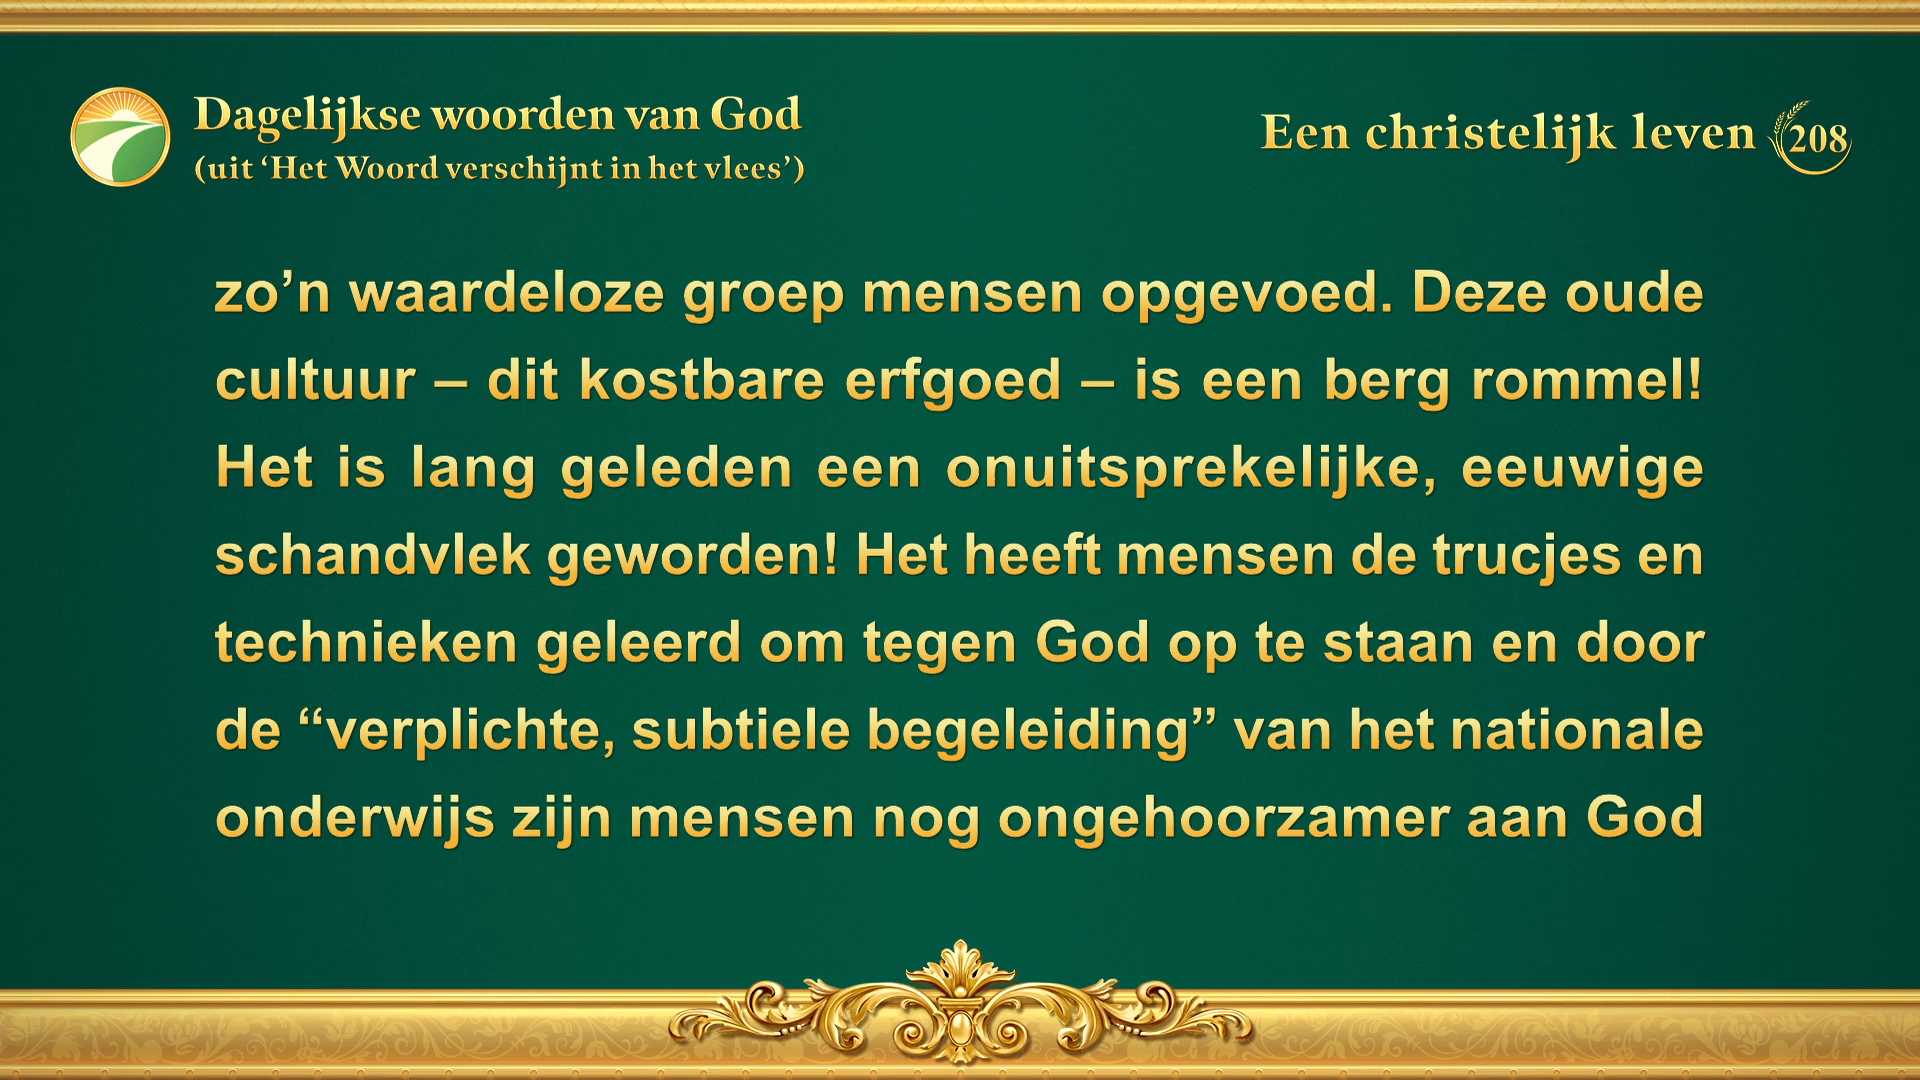 Dagelijkse woorden van God
(uit ‘Het Woord verschijnt in het vlees’)
Een christelijk leven 208
zo’n waardeloze groep mensen opgevoed. Deze oude
cultuur – dit kostbare erfgoed – is een berg rommel!
Het is lang geleden een onuitsprekelijke, eeuwige
schandvlek geworden! Het heeft mensen de trucjes en
technieken geleerd om tegen God op te staan en door
de “verplichte, subtiele begeleiding” van het nationale
onderwijs zijn mensen nog ongehoorzamer aan God